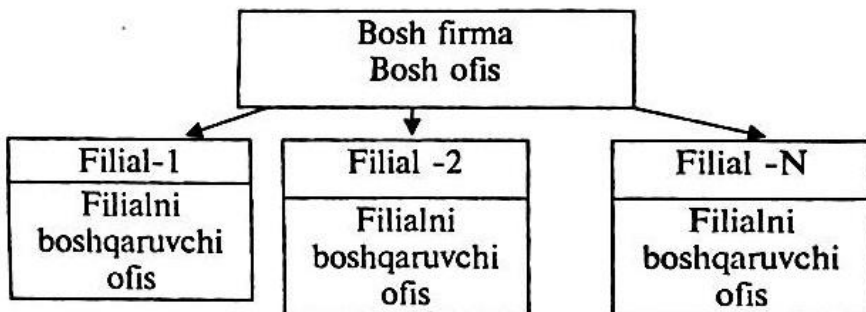 Bosh firma
Bosh ofis
Filial-1
Filialni
boshqaruvchi
ofis
Filial -2
Filialni
boshqaruvchi
ofis
Filial -N
Filialni
boshqaruvchi
ofis